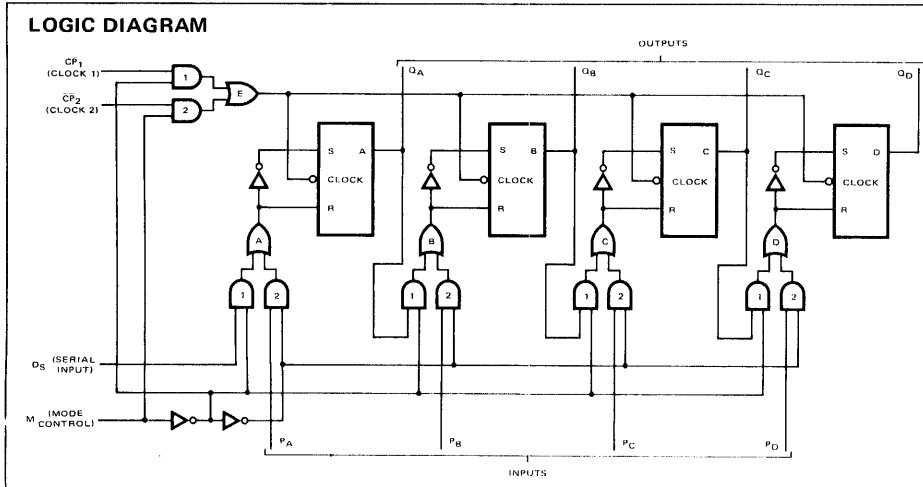 LOGIC DIAGRAM
OUTPUTS
CP1
(CLOCK 1)
1
QA
QB
QC
QD
E
CP2
(CLOCK 2)
2
S A
S B
S C
S D
CLOCK
CLOCK
CLOCK
CLOCK
R
R
R
R
A
B
C
D
1 2
1 2
1 2
1 2
DS (SERIAL
INPUT)
M (MODE
CONTROL)
PA
PB
PC
PD
INPUTS